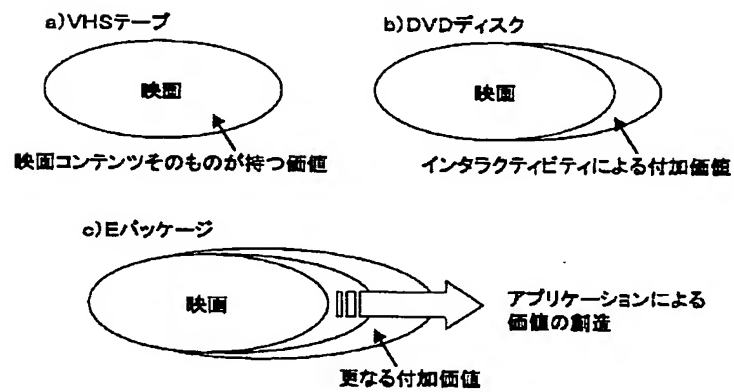 a)VHSテープ
b)DVDディスク
映画
映画
映画コンテンツそのものが持つ価値
インタラクティビティによる付加価値
c)Eパッケージ
映画
アプリケーションによる
価値の創造
更なる付加価値